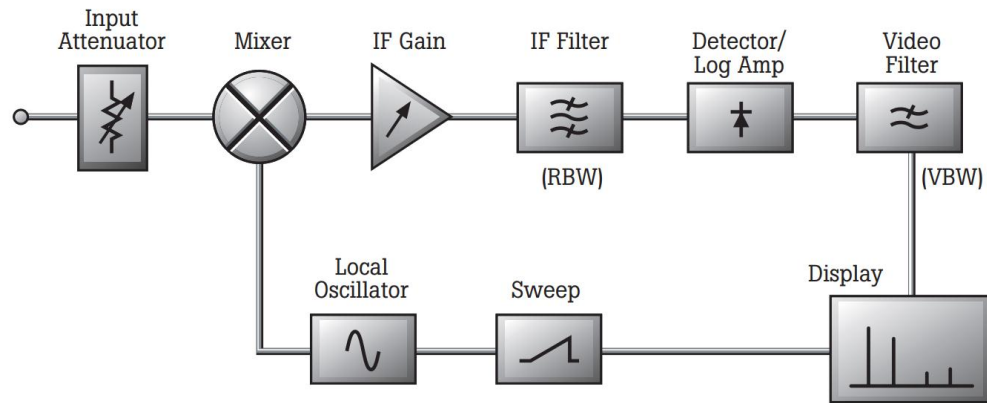 Input
Attenuator
Mixer
IF Gain
IF Filter
Detector/
Log Amp
Video
Filter
(RBW)
(VBW)
Local
Oscillator
Sweep
Display